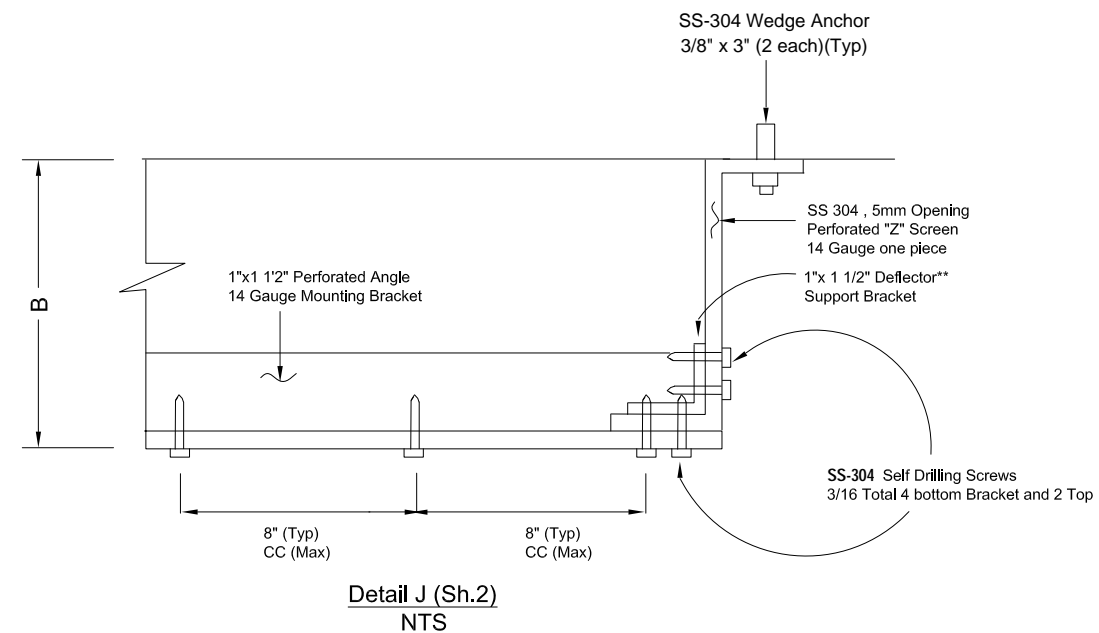 SS-304 Wedge Anchor
3/8" x 3" (2 each)(Typ)
SS 304 , 5mm Opening
Perforated "Z" Screen
14 Gauge one piece
1"x1 1'2" Perforated Angle
14 Gauge Mounting Bracket
1"x 1 1/2" Deflector**
Support Bracket
B
SS-304 Self Drilling Screws
3/16 Total 4 bottom Bracket and 2 Top
8" (Typ)
CC (Max)
8" (Typ)
CC (Max)
Detail J (Sh.2)
NTS